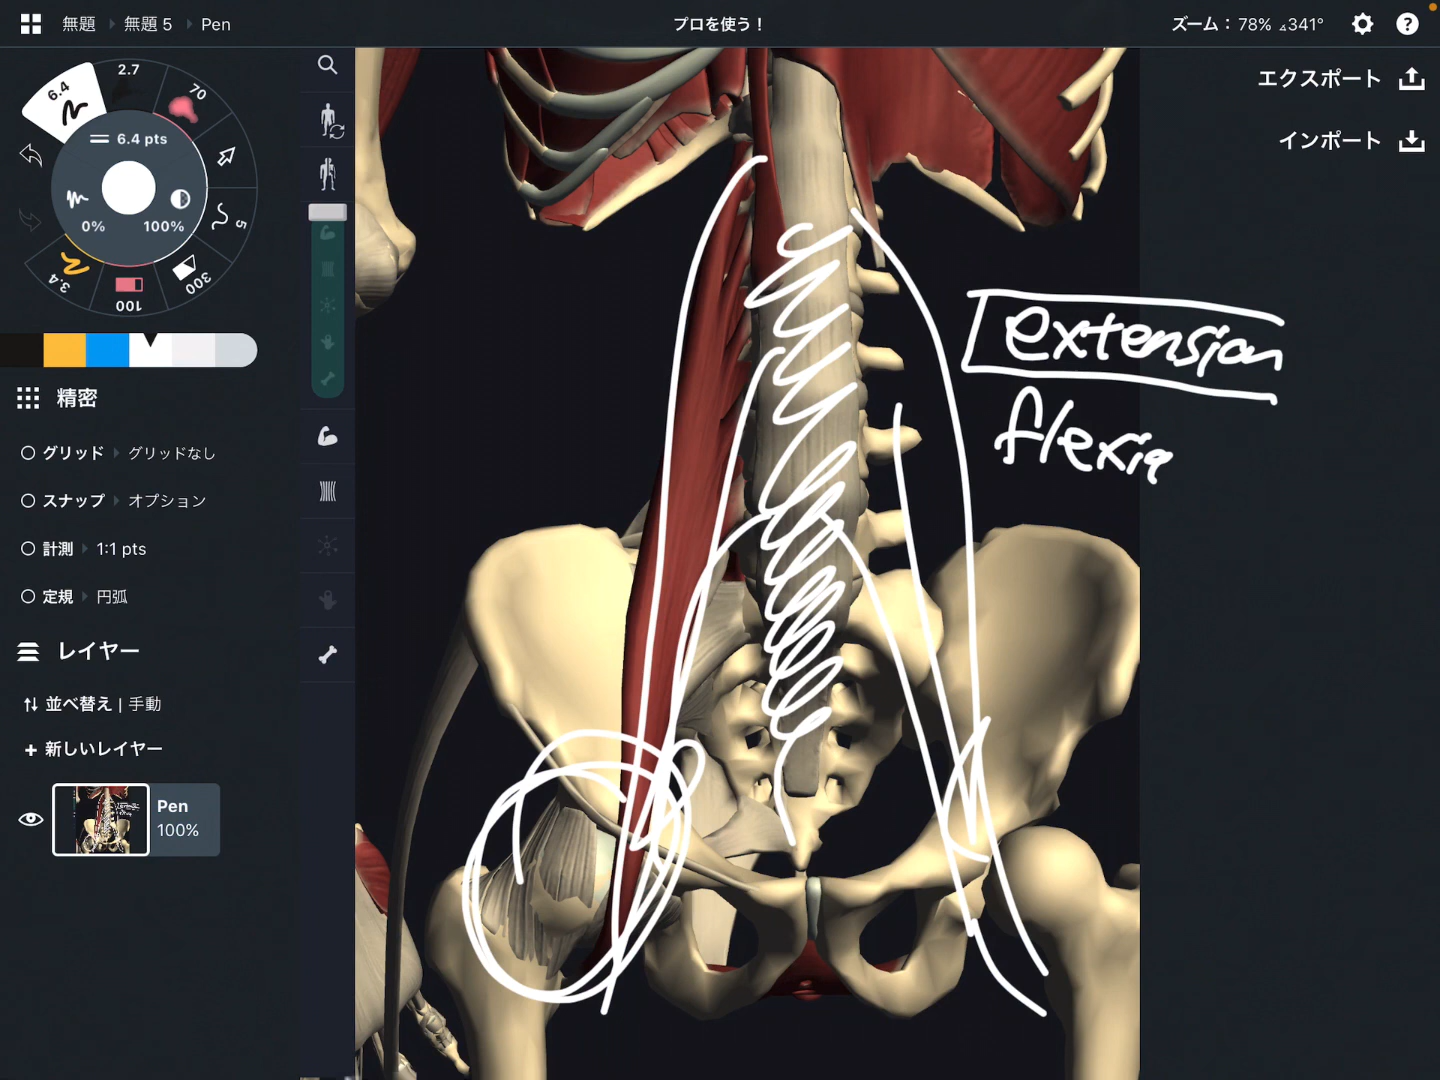 無題 無題 5 Pen
プロを使う！
ズーム： 78% ⊿341°
エクスポート
インポート
6.4
2.7
70
6.4 pts
0% 100%
5
300
100
3.4
精密
グリッド グリッドなし
スナップ オプション
計測 1:1 pts
定規 円弧
レイヤー
並べ替え | 手動
+ 新しいレイヤー
Pen
100%
extension